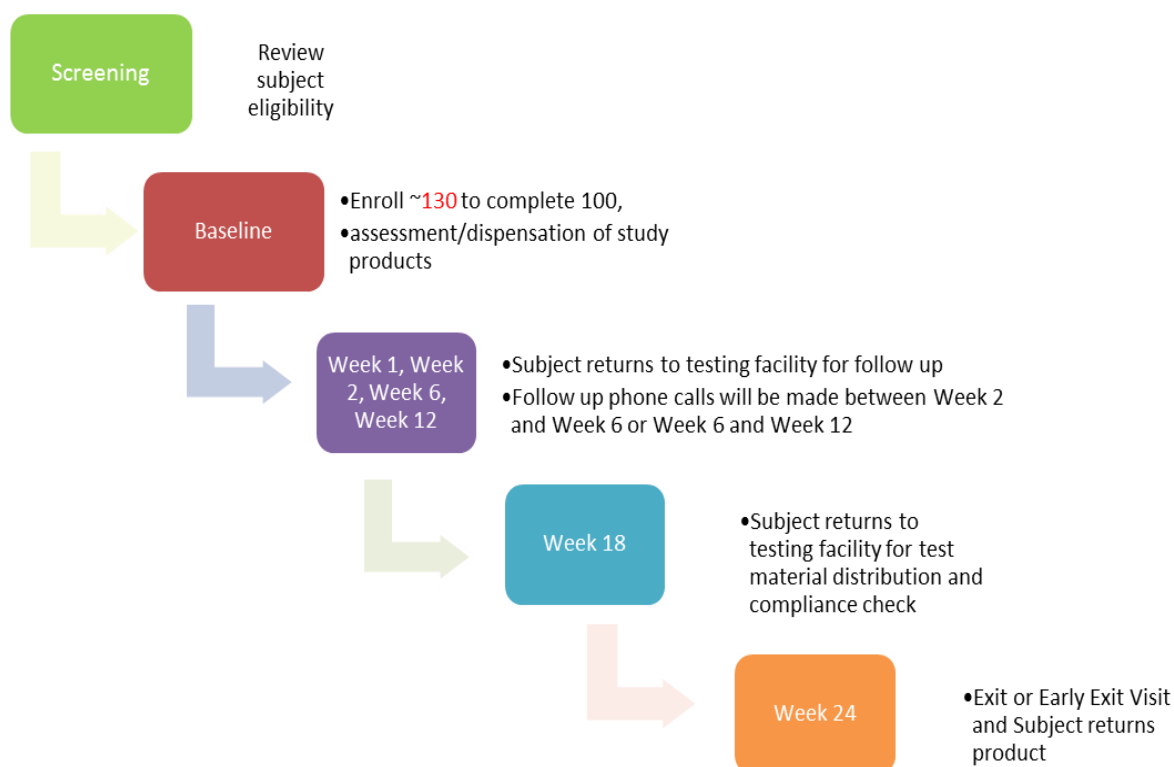 Screening
Review
subject
eligibility
Baseline
•Enroll ~130 to complete 100,
•assessment/dispensation of study
products
Week 1, Week
2, Week 6,
Week 12
•Subject returns to testing facility for follow up
•Follow up phone calls will be made between Week 2
and Week 6 or Week 6 and Week 12
Week 18
•Subject returns to
testing facility for test
material distribution and
compliance check
Week 24
•Exit or Early Exit Visit
and Subject returns
product